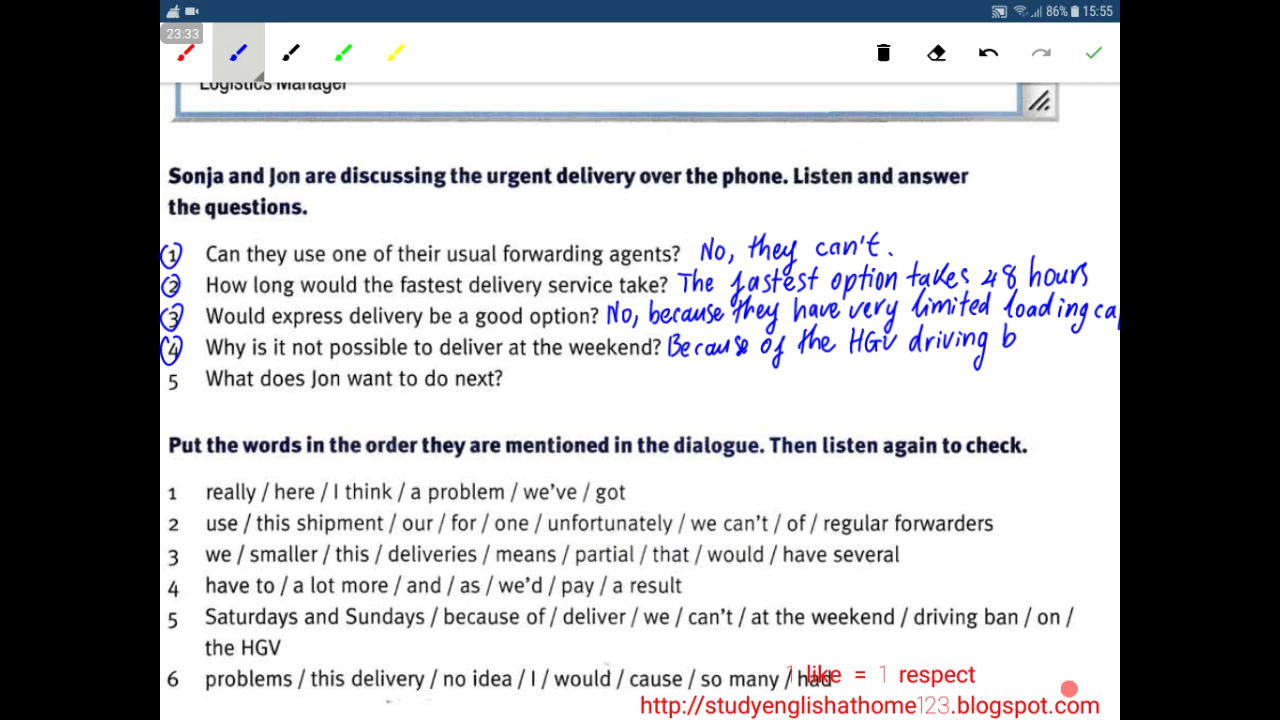 86% 15:55
23:33
Logistics Manager
Sonja and Jon are discussing the urgent delivery over the phone. Listen and answer
the questions.
1 Can they use one of their usual forwarding agents? No, they can't.
2 How long would the fastest delivery service take? The fastest option takes 48 hours
3 Would express delivery be a good option? No, because they have very limited loading ca
4 Why is it not possible to deliver at the weekend? Because of the HGV driving b
5 What does Jon want to do next?
Put the words in the order they are mentioned in the dialogue. Then listen again to check.
1 really / here / I think / a problem / we've / got
2 use / this shipment / our / for / one / unfortunately / we can't / of / regular forwarders
3 we / smaller / this / deliveries / means / partial / that / would / have several
4 have to / a lot more / and / as / we'd / pay / a result
5 Saturdays and Sundays / because of / deliver / we / can't / at the weekend / driving ban / on /
the HGV
6 problems / this delivery / no idea / I / would / cause / so many / had
1 like = 1 respect
http://studyenglishathome123.blogspot.com